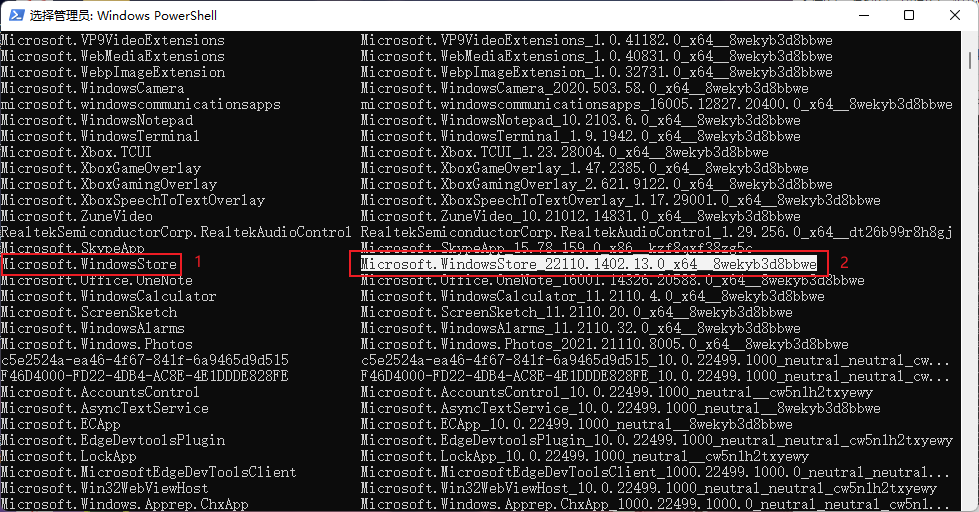 选择管理员: Windows PowerShell
Microsoft.VP9VideoExtensions Microsoft.VP9VideoExtensions_1.0.41182.0_x64__8wekyb3d8bbwe
Microsoft.WebMediaExtensions Microsoft.WebMediaExtensions_1.0.40831.0_x64__8wekyb3d8bbwe
Microsoft.WebpImageExtension Microsoft.WebpImageExtension_1.0.32731.0_x64__8wekyb3d8bbwe
Microsoft.WindowsCamera Microsoft.WindowsCamera_2020.503.58.0_x64__8wekyb3d8bbwe
microsoft.windowscommunicationsapps microsoft.windowscommunicationsapps_16005.12827.20400.0_x64__8wekyb3d8bbwe
Microsoft.WindowsNotepad Microsoft.WindowsNotepad_10.2103.6.0_x64__8wekyb3d8bbwe
Microsoft.WindowsTerminal Microsoft.WindowsTerminal_1.9.1942.0_x64__8wekyb3d8bbwe
Microsoft.Xbox.TCUI Microsoft.Xbox.TCUI_1.23.28004.0_x64__8wekyb3d8bbwe
Microsoft.XboxGameOverlay Microsoft.XboxGameOverlay_1.47.2385.0_x64__8wekyb3d8bbwe
Microsoft.XboxGamingOverlay Microsoft.XboxGamingOverlay_2.621.9122.0_x64__8wekyb3d8bbwe
Microsoft.XboxSpeechToTextOverlay Microsoft.XboxSpeechToTextOverlay_1.17.29001.0_x64__8wekyb3d8bbwe
Microsoft.ZuneVideo Microsoft.ZuneVideo_10.21012.14831.0_x64__8wekyb3d8bbwe
RealtekSemiconductorCorp.RealtekAudioControl RealtekSemiconductorCorp.RealtekAudioControl_1.29.256.0_x64__dt26b99r8h8gj
Microsoft.SkypeApp Microsoft.SkypeApp_15.78.159.0_x86__kzf8qxf38zg5c
Microsoft.WindowsStore 1 Microsoft.WindowsStore_22110.1402.13.0_x64__8wekyb3d8bbwe 2
Microsoft.Office.OneNote Microsoft.Office.OneNote_16001.14326.20588.0_x64__8wekyb3d8bbwe
Microsoft.WindowsCalculator Microsoft.WindowsCalculator_11.2110.4.0_x64__8wekyb3d8bbwe
Microsoft.ScreenSketch Microsoft.ScreenSketch_11.2110.20.0_x64__8wekyb3d8bbwe
Microsoft.WindowsAlarms Microsoft.WindowsAlarms_11.2110.32.0_x64__8wekyb3d8bbwe
Microsoft.Windows.Photos Microsoft.Windows.Photos_2021.21110.8005.0_x64__8wekyb3d8bbwe
c5e2524a-ea46-4f67-841f-6a9465d9d515 c5e2524a-ea46-4f67-841f-6a9465d9d515_10.0.22499.1000_neutral_neutral_cw...
F46D4000-FD22-4DB4-AC8E-4E1DDDE828FE F46D4000-FD22-4DB4-AC8E-4E1DDDE828FE_10.0.22499.1000_neutral_neutral_cw...
Microsoft.AccountsControl Microsoft.AccountsControl_10.0.22499.1000_neutral__cw5n1h2txyewy
Microsoft.AsyncTextService Microsoft.AsyncTextService_10.0.22499.1000_neutral__8wekyb3d8bbwe
Microsoft.ECApp Microsoft.ECApp_10.0.22499.1000_neutral__8wekyb3d8bbwe
Microsoft.EdgeDevtoolsPlugin Microsoft.EdgeDevtoolsPlugin_10.0.22499.1000_neutral_neutral_cw5n1h2txyewy
Microsoft.LockApp Microsoft.LockApp_10.0.22499.1000_neutral__cw5n1h2txyewy
Microsoft.MicrosoftEdgeDevToolsClient Microsoft.MicrosoftEdgeDevToolsClient_1000.22499.1000.0_neutral_neutral...
Microsoft.Win32WebViewHost Microsoft.Win32WebViewHost_10.0.22499.1000_neutral_neutral_cw5n1h2txyewy
Microsoft.Windows.Apprep.ChxApp Microsoft.Windows.Apprep.ChxApp_1000.22499.1000.0_neutral_neutral_cw5n1...